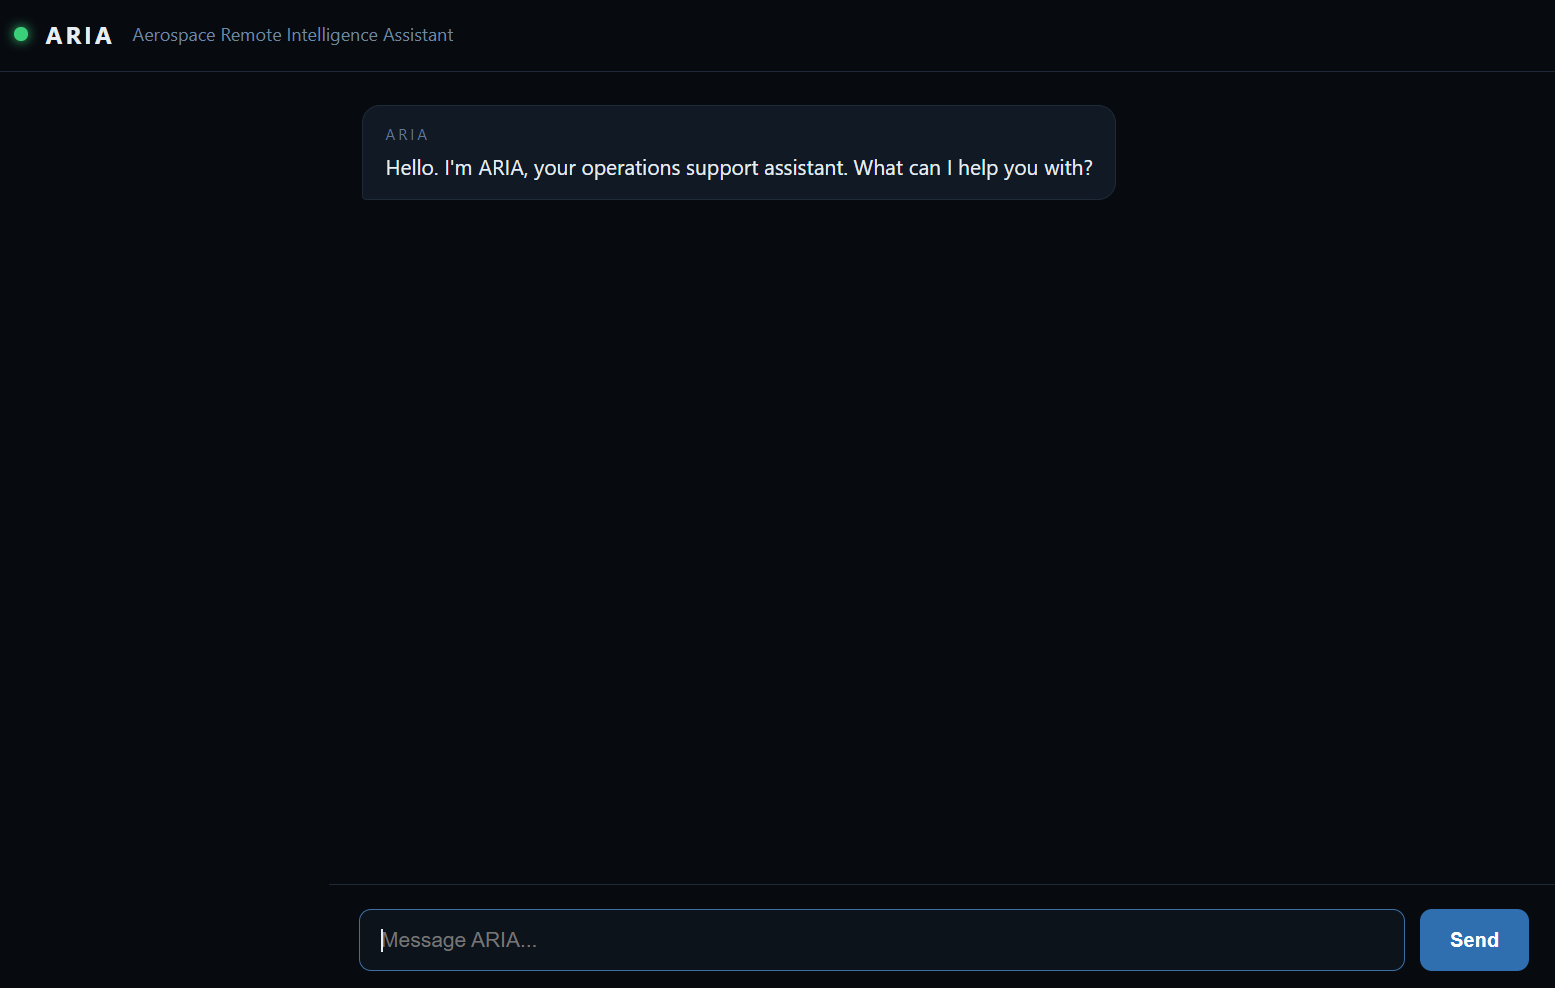 ARIA Aerospace Remote Intelligence Assistant
ARIA
Hello. I'm ARIA, your operations support assistant. What can I help you with?
Message ARIA...
Send